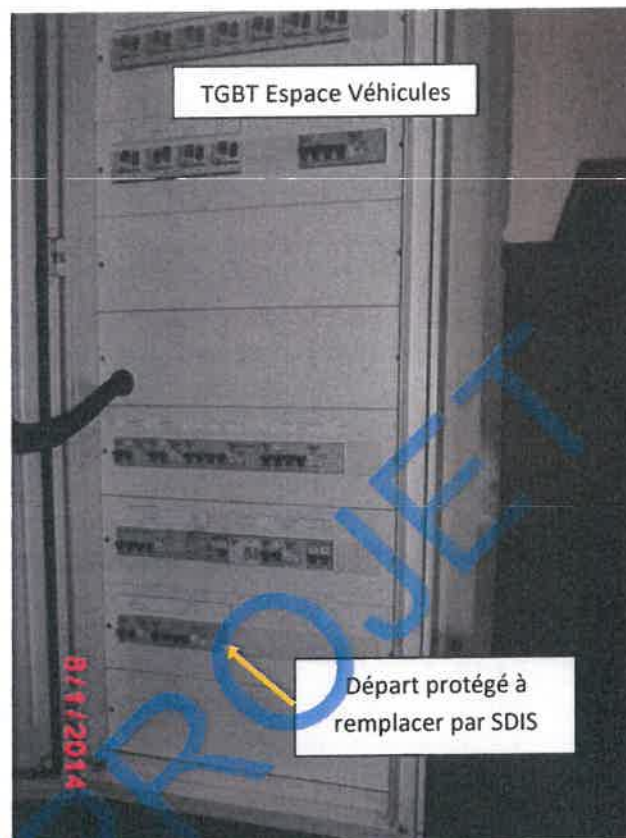 TGBT Espace Véhicules
Départ protégé à
remplacer par SDIS
PROJET
8/1/2014